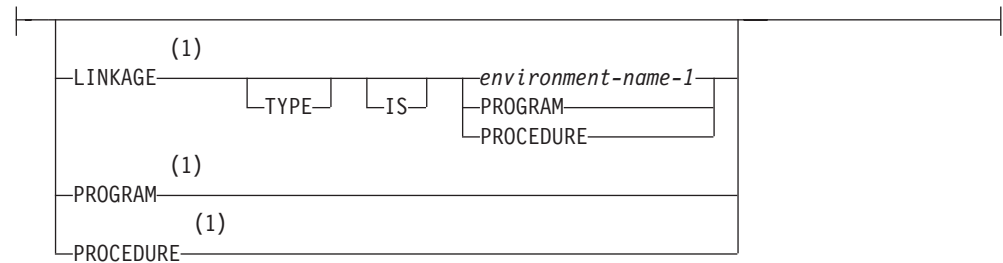 (1)
LINKAGE environment-name-1
TYPE IS PROGRAM
PROCEDURE
(1)
PROGRAM
(1)
PROCEDURE